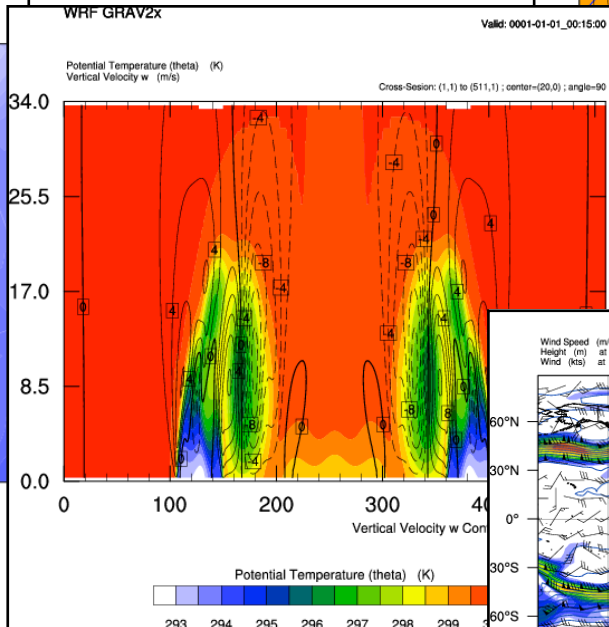 WRF GRAV2x
Valid: 0001-01-01_00:15:00
Potential Temperature (theta) (K)
Vertical Velocity w (m/s)
Cross-Sesion: (1,1) to (511,1) ; center=(20,0) ; angle=90
34.0
25.5
17.0
8.5
0.0
0 100 200 300
Vertical Velocity w
Potential Temperature (theta) (K)
293 294 295 296 297 298 299
Wind Speed
Height (m) at
Wind (kts) at
60°N
30°N
0°
30°S
60°S